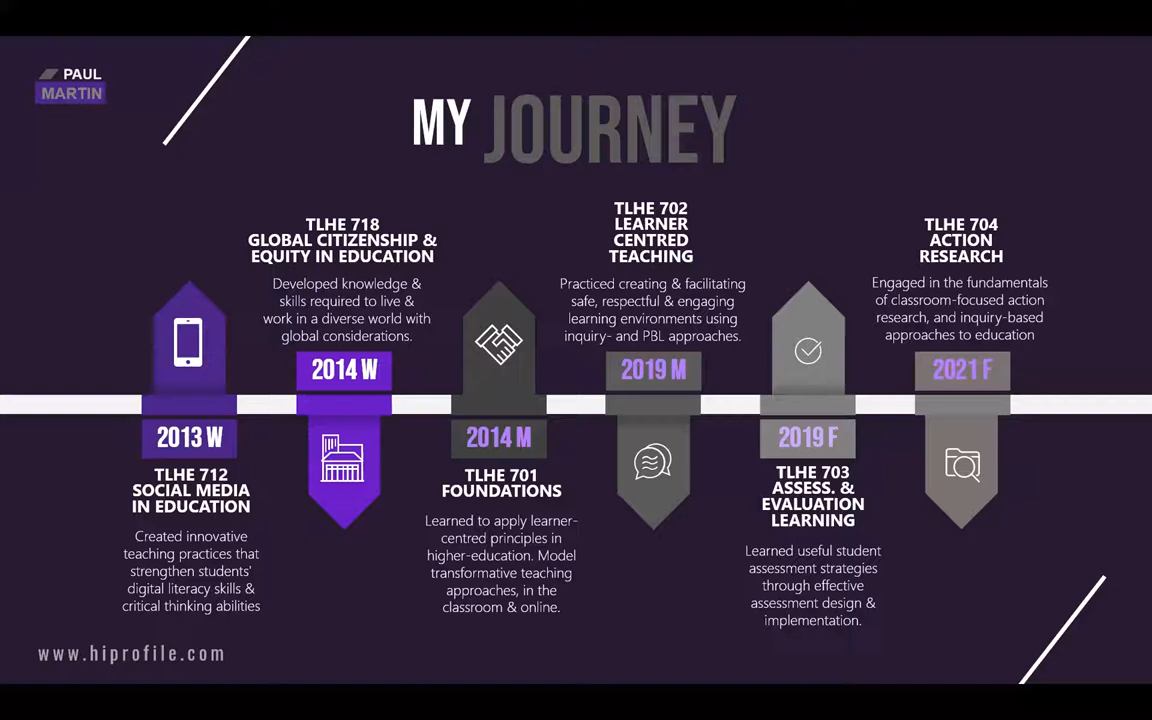 PAUL
MARTIN
MY JOURNEY
2013 W
TLHE 712
SOCIAL MEDIA
IN EDUCATION
Created innovative
teaching practices that
strengthen students'
digital literacy skills &
critical thinking abilities
TLHE 718
GLOBAL CITIZENSHIP &
EQUITY IN EDUCATION
Developed knowledge &
skills required to live &
work in a diverse world with
global considerations.
2014 W
2014 M
TLHE 701
FOUNDATIONS
Learned to apply learner-
centred principles in
higher-education. Model
transformative teaching
approaches, in the
classroom & online.
TLHE 702
LEARNER
CENTRED
TEACHING
Practiced creating & facilitating
safe, respectful & engaging
learning environments using
inquiry- and PBL approaches.
2019 M
2019 F
TLHE 703
ASSESS. &
EVALUATION
LEARNING
Learned useful student
assessment strategies
through effective
assessment design &
implementation.
TLHE 704
ACTION
RESEARCH
Engaged in the fundamentals
of classroom-focused action
research, and inquiry-based
approaches to education
2021 F
www.hiprofile.com